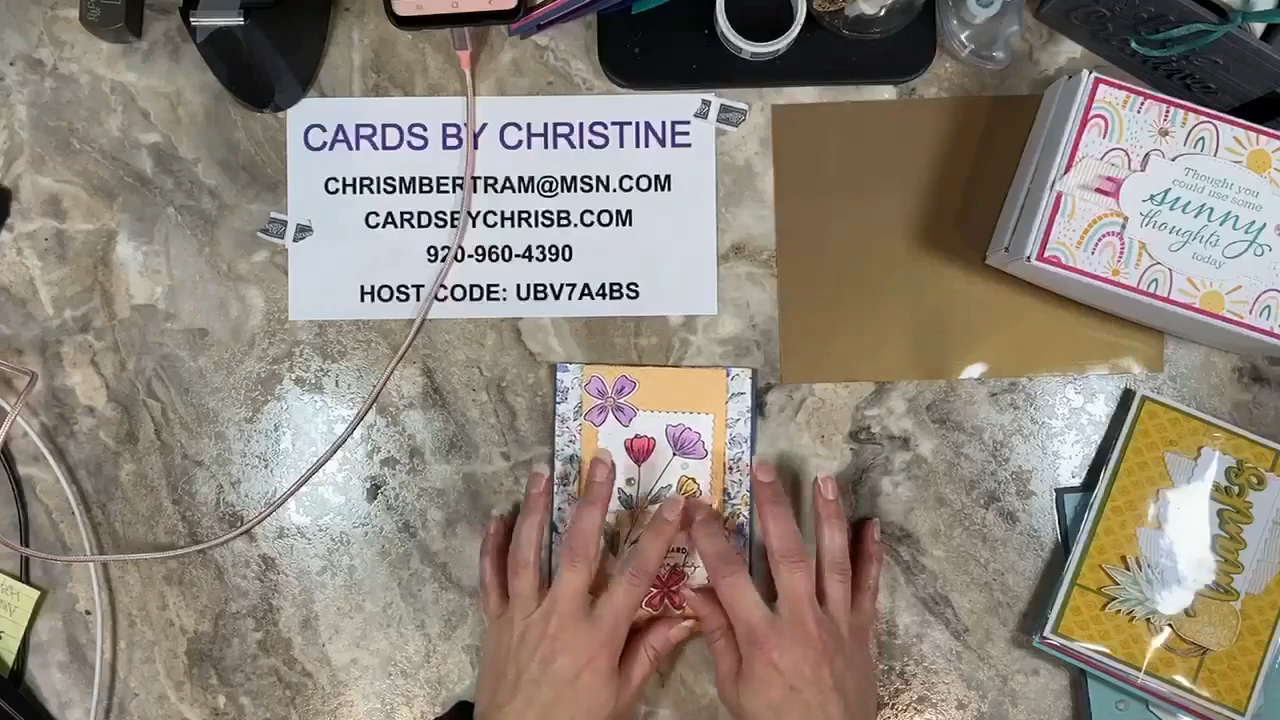 CARDS BY CHRISTINE
CHRISMBERTRAM@MSN.COM
CARDSBYCHRISB.COM
920-960-4390
HOST CODE: UBV7A4BS
Thought you
could use some
sunny
thoughts
today
thanks